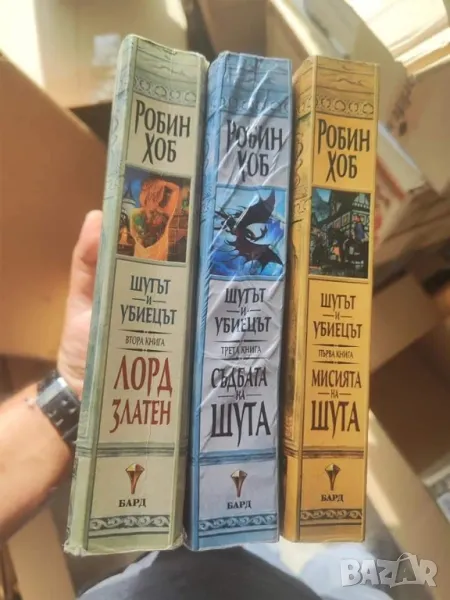 РОБИН
ХОБ
ШУТЪТ
И
УБИЕЦЪТ
ВТОРА КНИГА
ЛОРД
ЗЛАТЕН
БАРД
РОБИН
ХОБ
ШУТЪТ
И
УБИЕЦЪТ
ТРЕТА КНИГА
СЪДБАТА
НА
ШУТА
БАРД
РОБИН
ХОБ
ШУТЪТ
И
УБИЕЦЪТ
ПЪРВА КНИГА
МИСИЯТА
НА
ШУТА
БАРД
BAZAR